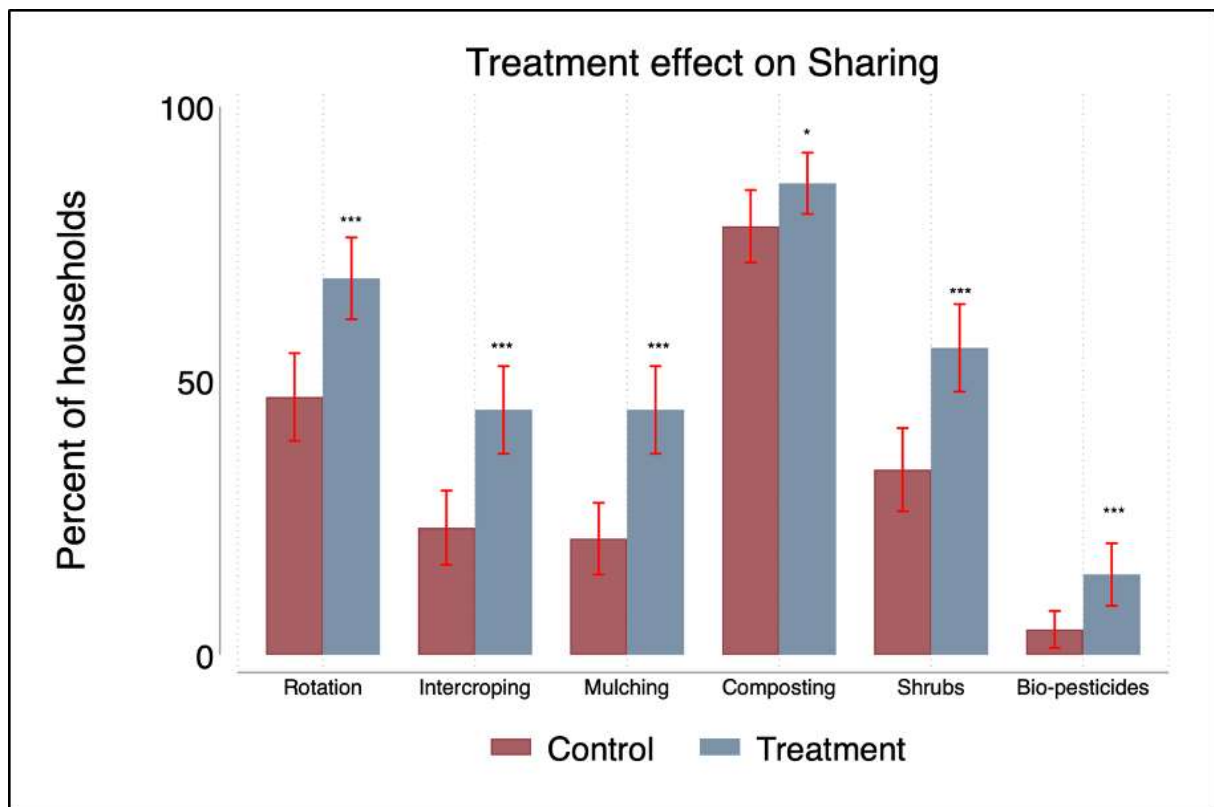 Treatment effect on Sharing
Percent of households
100
50
0
***
***
***
*
***
***
Rotation Intercroping Mulching Composting Shrubs Bio-pesticides
Control Treatment